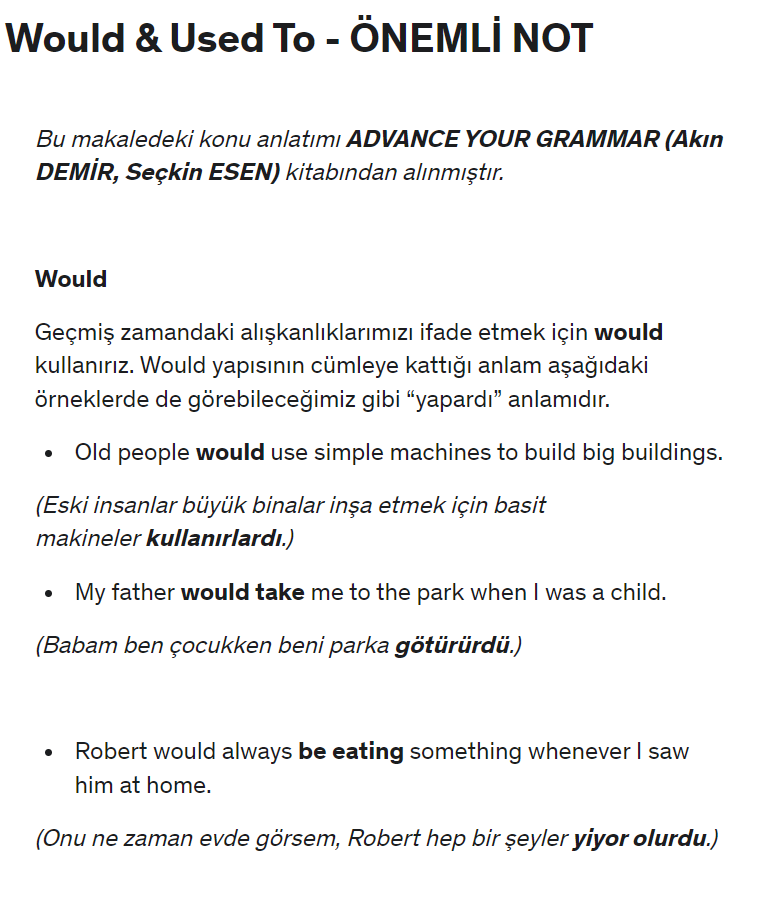 Would & Used To - ÖNEMLİ NOT
Bu makaledeki konu anlatımı ADVANCE YOUR GRAMMAR (Akın
DEMİR, Seçkin ESEN) kitabından alınmıştır.
Would
Geçmiş zamandaki alışkanlıklarımızı ifade etmek için would
kullanırız. Would yapısının cümleye kattığı anlam aşağıdaki
örneklerde de görebileceğimiz gibi “yapardı” anlamıdır.
• Old people would use simple machines to build big buildings.
(Eski insanlar büyük binalar inşa etmek için basit
makineler kullanırlardı.)
• My father would take me to the park when I was a child.
(Babam ben çocukken beni parka götürürdü.)
• Robert would always be eating something whenever I saw
him at home.
(Onu ne zaman evde görsem, Robert hep bir şeyler yiyor olurdu.)